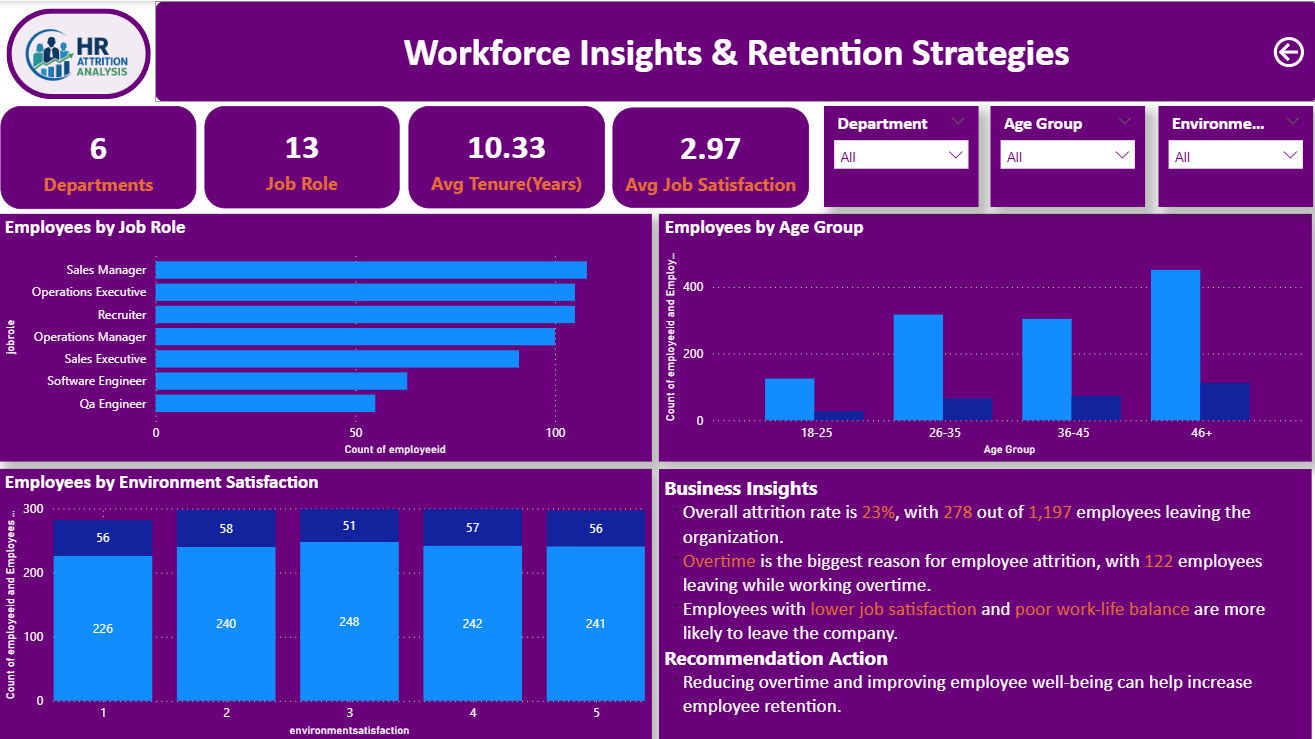 HR
ATTRITION
ANALYSIS
Workforce Insights & Retention Strategies
6
Departments
13
Job Role
10.33
Avg Tenure(Years)
2.97
Avg Job Satisfaction
Department
All
Age Group
All
Environme...
All
Employees by Job Role
jobrole
Sales Manager
Operations Executive
Recruiter
Operations Manager
Sales Executive
Software Engineer
Qa Engineer
0 50 100
Count of employeeid
Employees by Age Group
Count of employeeid and Employ...
400
200
0
18-25 26-35 36-45 46+
Age Group
Employees by Environment Satisfaction
Count of employeeid and Employees ...
300
200
100
0
56 58 51 57 56
226 240 248 242 241
1 2 3 4 5
environmentsatisfaction
Business Insights
Overall attrition rate is 23%, with 278 out of 1,197 employees leaving the
organization.
Overtime is the biggest reason for employee attrition, with 122 employees
leaving while working overtime.
Employees with lower job satisfaction and poor work-life balance are more
likely to leave the company.
Recommendation Action
Reducing overtime and improving employee well-being can help increase
employee retention.